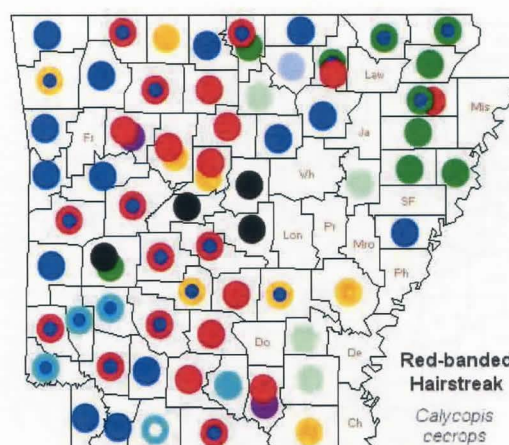 Law
Mis
Fr
Ja
Wh
SF
Lon
Pr
Mro
Ph
Do
De
Ch
Red-banded
Hairstreak
Calycopis
cecrops